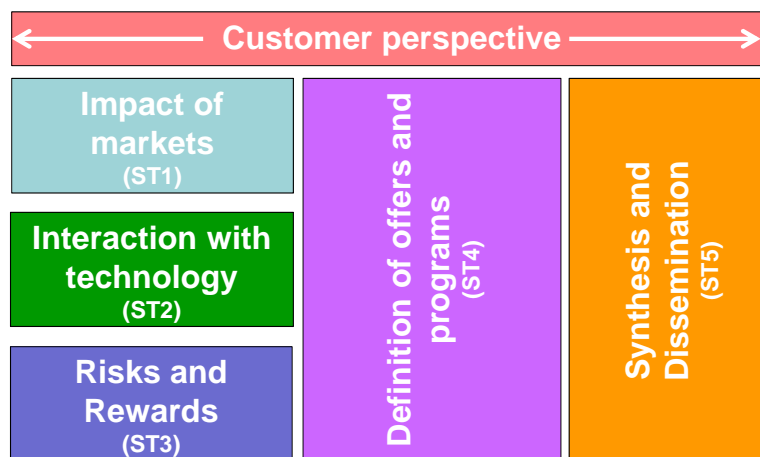 Customer perspective
Impact of
markets
(ST1)
Interaction with
technology
(ST2)
Risks and
Rewards
(ST3)
Definition of offers and
programs
(ST4)
Synthesis and
Dissemination
(ST5)